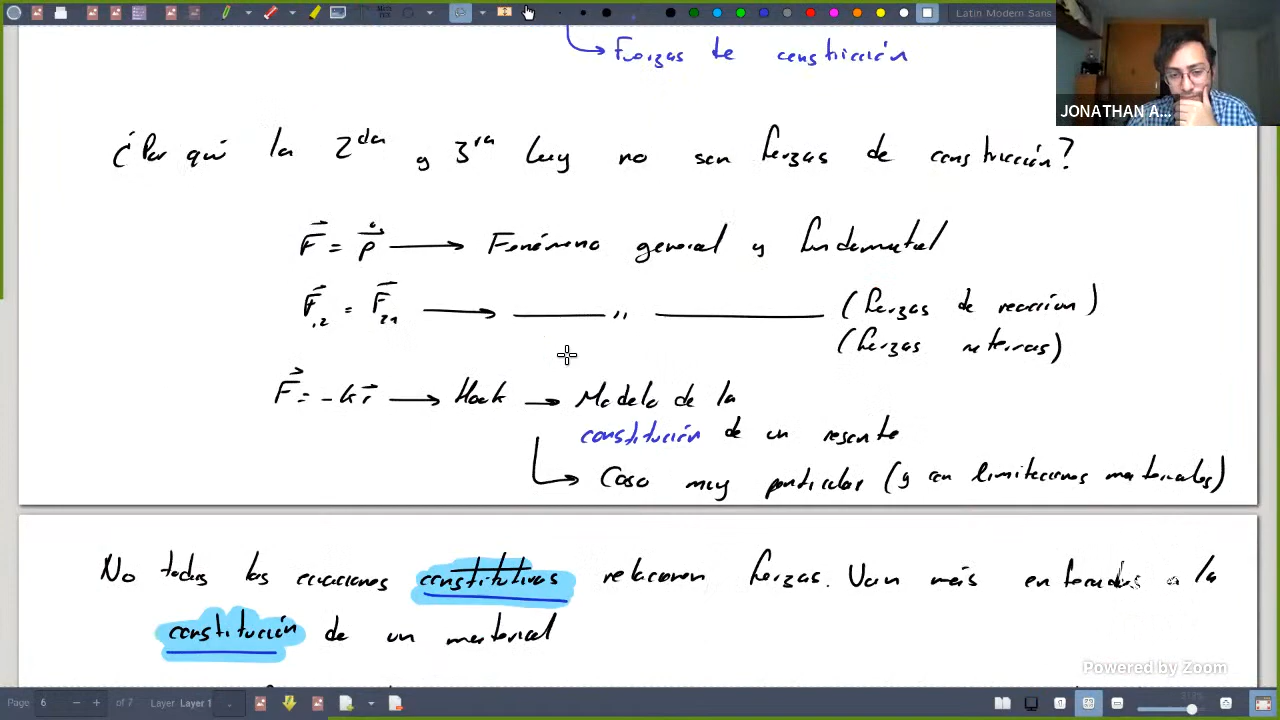 Latin Modern Sans
JONATHAN A...
↳ Fuerzas de constricción
¿Por qué la 2da y 3ra Ley no son fuerzas de constricción?
F = ṗ → Fenómeno general y fundamental
F12 = F21 → ——— " ——— (fuerzas de reacción)
(fuerzas internas)
F = -kr → Hook → Modelo de la
constitución de un resorte
↳ Caso muy particular (y con limitaciones materiales)
No todas las ecuaciones constitutivas relacionan fuerzas. Van más enfocadas a la
constitución de un material
Powered by Zoom
Page 6 of 7 Layer Layer 1